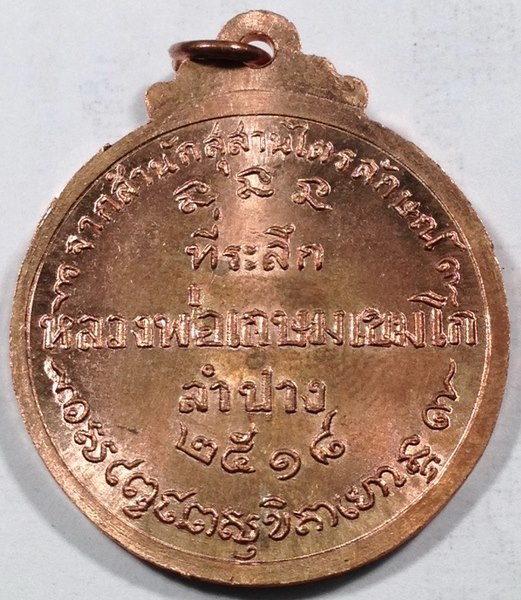 จากสำนักสุสานไตรลักษณ์
ที่ระลึก
หลวงพ่อเกษมเขมโก
ลำปาง
๒๕๑๘